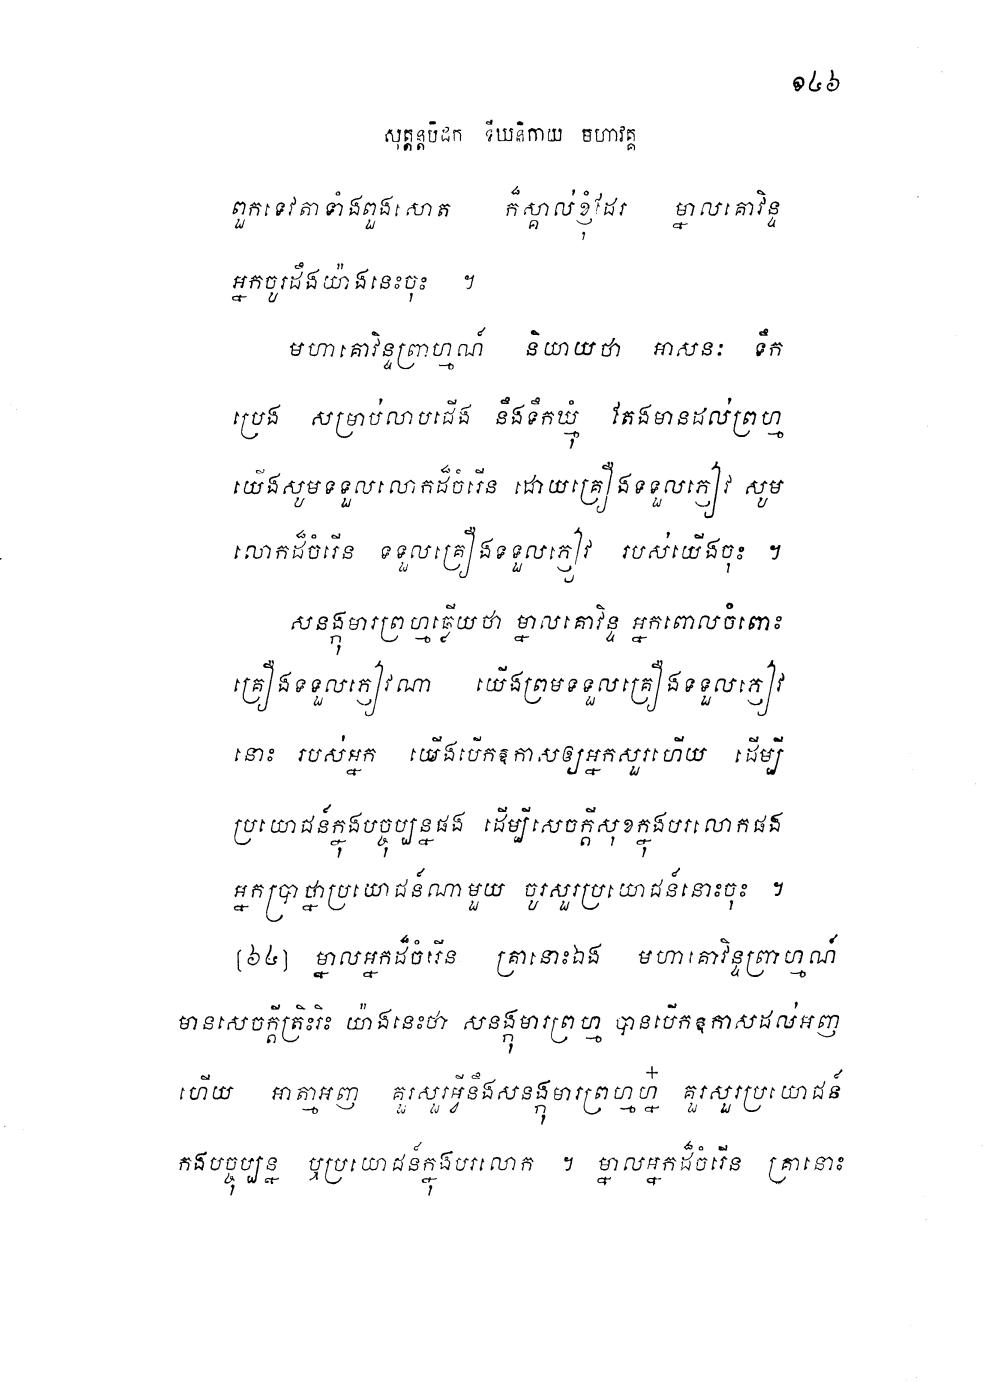 ១៤៦
សុត្តន្តបិដក ទីឃនិកាយ មហាវគ្គ
ពួកទេវតាទាំងពួងសោត ក៏ស្គាល់ខ្ញុំដែរ ម្នាលគោវិន្ទ
អ្នកចូរដឹងយ៉ាងនេះចុះ ។
មហាគោវិន្ទព្រាហ្មណ៍ និយាយថា អាសនៈ ទឹក
ប្រេង សម្រាប់លាបជើង នឹងទឹកឃ្មុំ តែងមានដល់ព្រហ្ម
យើងសូមទទួលលោកដ៏ចំរើន ដោយគ្រឿងទទួលភ្ញៀវ សូម
លោកដ៏ចំរើន ទទួលគ្រឿងទទួលភ្ញៀវ របស់យើងចុះ ។
សនង្កុមារព្រហ្មឆ្លើយថា ម្នាលគោវិន្ទ អ្នកពោលចំពោះ
គ្រឿងទទួលភ្ញៀវណា យើងព្រមទទួលគ្រឿងទទួលភ្ញៀវ
នោះ របស់អ្នក យើងបើកឱកាសឲ្យអ្នកសួរហើយ ដើម្បី
ប្រយោជន៍ក្នុងបច្ចុប្បន្នផង ដើម្បីសេចក្តីសុខក្នុងបរលោកផង
អ្នកប្រាថ្នាប្រយោជន៍ណាមួយ ចូរសួរប្រយោជន៍នោះចុះ ។
[៦៤] ម្នាលអ្នកដ៏ចំរើន គ្រានោះឯង មហាគោវិន្ទព្រាហ្មណ៍
មានសេចក្តីត្រិះរិះ យ៉ាងនេះថា សនង្កុមារព្រហ្ម បានបើកឱកាសដល់អញ
ហើយ អាត្មាអញ គួរសួរអ្វីនឹងសនង្កុមារព្រហ្មហ្ន៎ គួរសួរប្រយោជន៍
កងបច្ចុប្បន្ន ឬប្រយោជន៍ក្នុងបរលោក ។ ម្នាលអ្នកដ៏ចំរើន គ្រានោះ